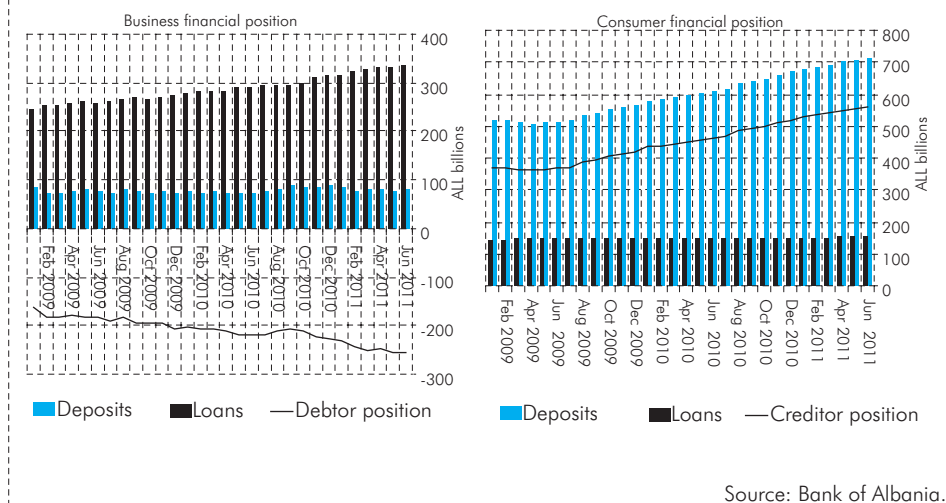 Business financial position
400
300
200
100
0
-100
-200
-300
ALL billions
Feb 2009
Apr 2009
Jun 2009
Aug 2009
Oct 2009
Dec 2009
Feb 2010
Apr 2010
Jun 2010
Aug 2010
Oct 2010
Dec 2010
Feb 2011
Apr 2011
Jun 2011
Deposits Loans Debtor position
Consumer financial position
800
700
600
500
400
300
200
100
0
ALL billions
Feb 2009
Apr 2009
Jun 2009
Aug 2009
Oct 2009
Dec 2009
Feb 2010
Apr 2010
Jun 2010
Aug 2010
Oct 2010
Dec 2010
Feb 2011
Apr 2011
Jun 2011
Deposits Loans Creditor position
Source: Bank of Albania.